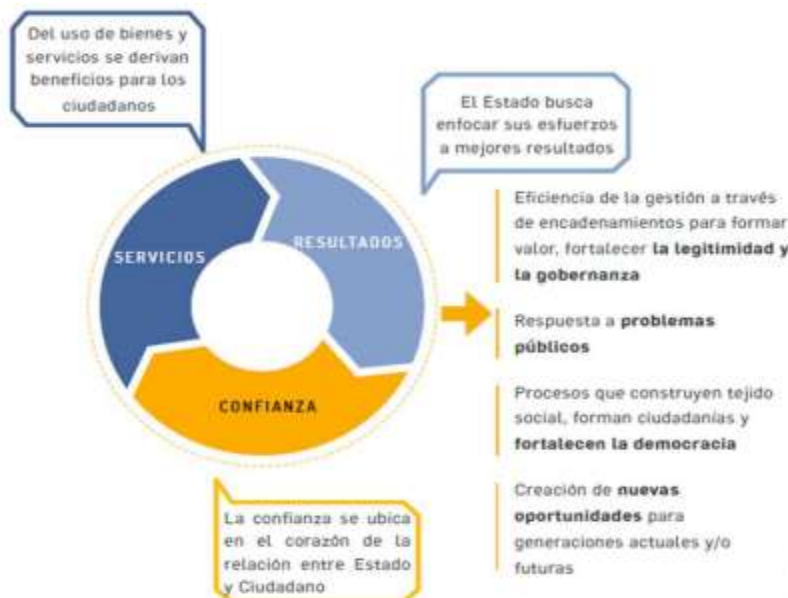 Del uso de bienes y
servicios se derivan
beneficios para los
ciudadanos
El Estado busca
enfocar sus esfuerzos
a mejores resultados
SERVICIOS
RESULTADOS
CONFIANZA
Eficiencia de la gestión a través
de encadenamientos para formar
valor, fortalecer la legitimidad y
la gobernanza
Respuesta a problemas
públicos
Procesos que construyen tejido
social, forman ciudadanías y
fortalecen la democracia
Creación de nuevas
oportunidades para
generaciones actuales y/o
futuras
La confianza se ubica
en el corazón de la
relación entre Estado
y Ciudadano